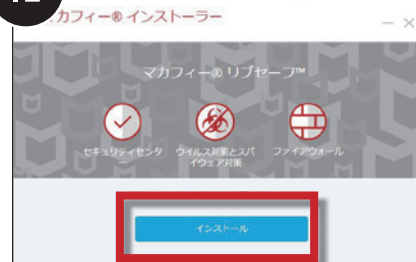 カフィー® インストーラー
マカフィー® リブセーフ™
セキュリティセンター
ウイルス対策とスパイウェア対策
ファイアウォール
インストール